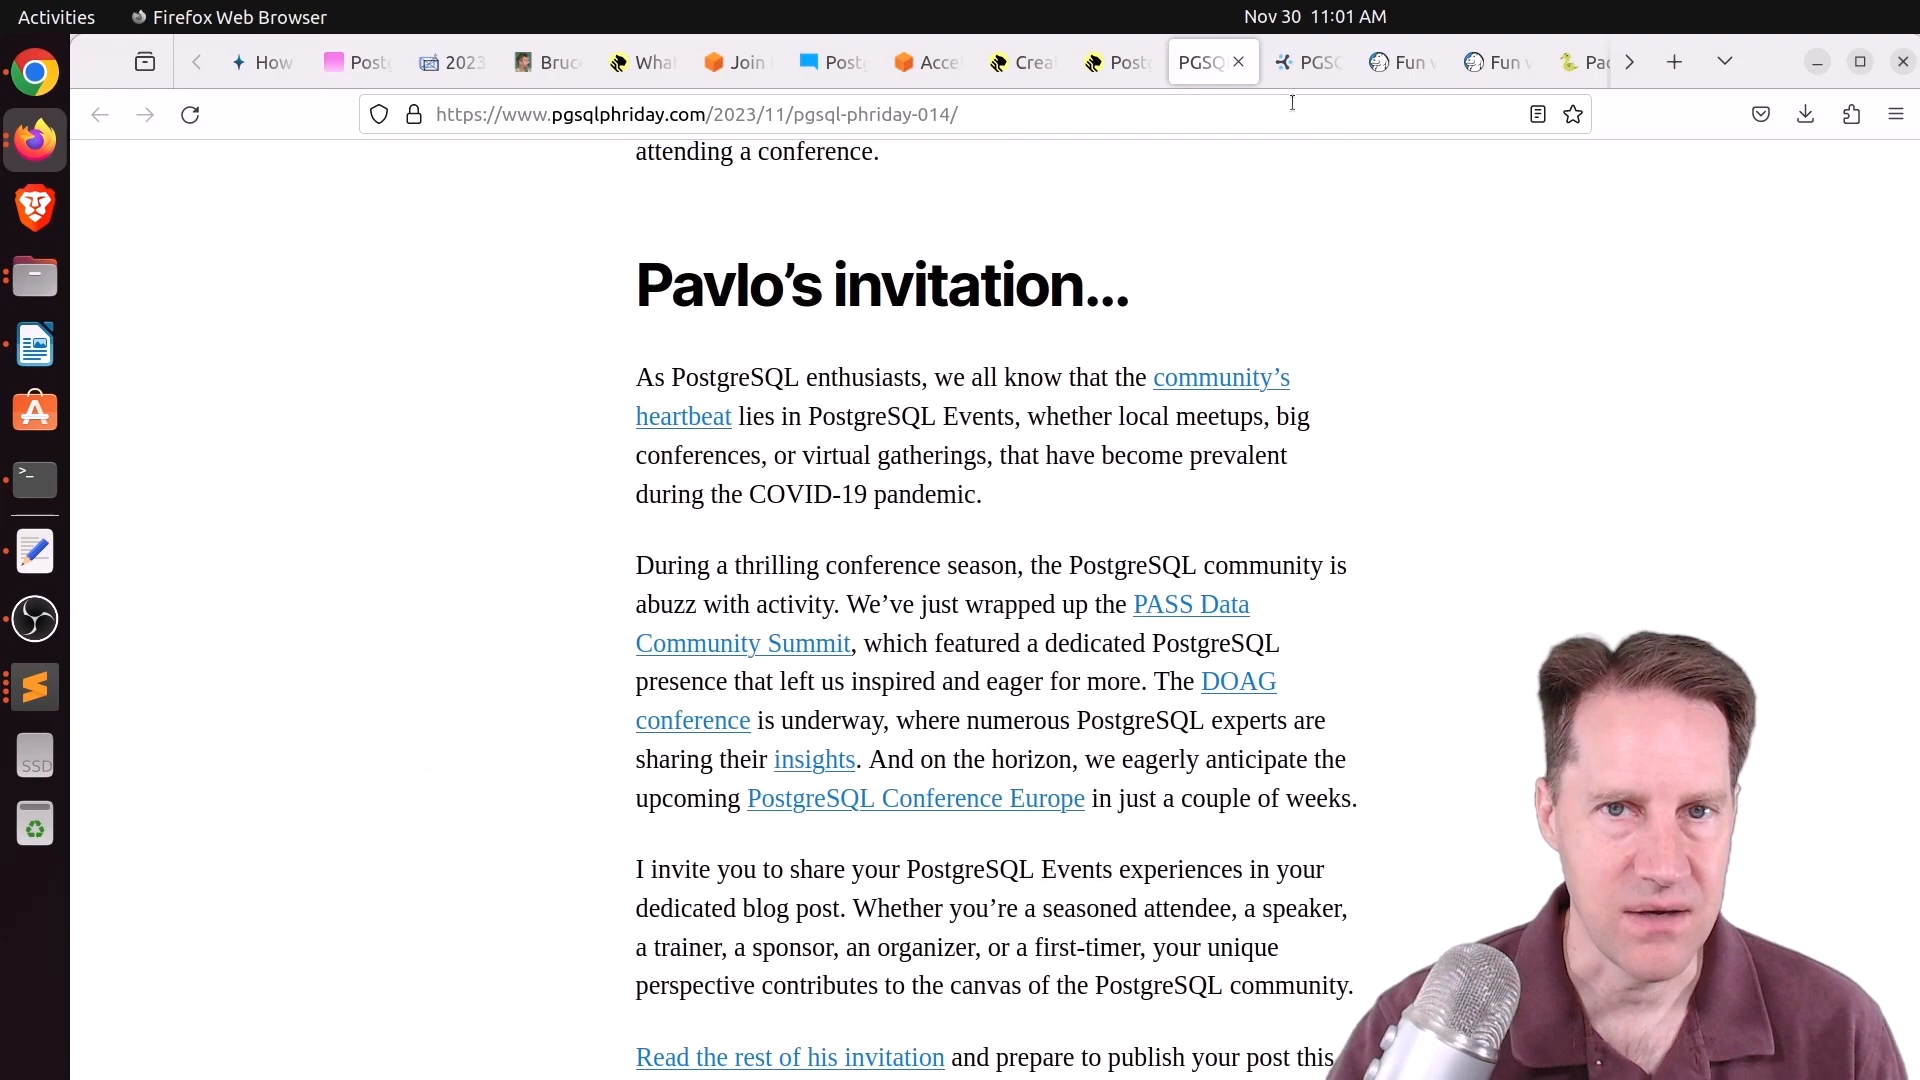 Activities
Firefox Web Browser
Nov 30 11:01 AM
How
Post
2023
Bruc
Wha
Join
Post
Acce
Crea
Post
PGSQ
PGSQ
Fun
Fun
Pac
https://www.pgsqlphriday.com/2023/11/pgsql-phriday-014/
attending a conference.
Pavlo’s invitation…
As PostgreSQL enthusiasts, we all know that the community’s
heartbeat lies in PostgreSQL Events, whether local meetups, big
conferences, or virtual gatherings, that have become prevalent
during the COVID-19 pandemic.
During a thrilling conference season, the PostgreSQL community is
abuzz with activity. We’ve just wrapped up the PASS Data
Community Summit, which featured a dedicated PostgreSQL
presence that left us inspired and eager for more. The DOAG
conference is underway, where numerous PostgreSQL experts are
sharing their insights. And on the horizon, we eagerly anticipate the
upcoming PostgreSQL Conference Europe in just a couple of weeks.
I invite you to share your PostgreSQL Events experiences in your
dedicated blog post. Whether you’re a seasoned attendee, a speaker,
a trainer, a sponsor, an organizer, or a first-timer, your unique
perspective contributes to the canvas of the PostgreSQL community.
Read the rest of his invitation and prepare to publish your post this
SSD